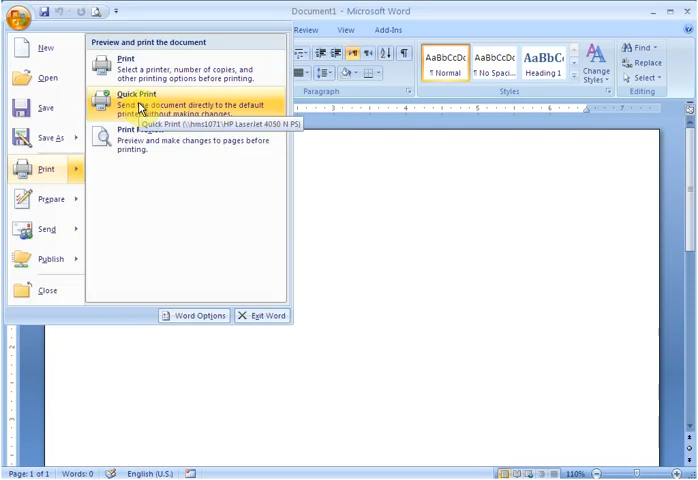 Document1 - Microsoft Word
Review View Add-Ins
AaBbCcDc AaBbCcDc AaBbCc
¶ Normal ¶ No Spaci... Heading 1
Change
Styles
Find
Replace
Select
Paragraph Styles Editing
New
Open
Save
Save As
Print
Prepare
Send
Publish
Close
Preview and print the document
Print
Select a printer, number of copies, and
other printing options before printing.
Quick Print
Send the document directly to the default
printer without making changes.
Quick Print (\\hms1071\HP LaserJet 4050 N PS)
Print
Preview and make changes to pages before
printing.
Word Options Exit Word
Page: 1 of 1 Words: 0 English (U.S.) 110%